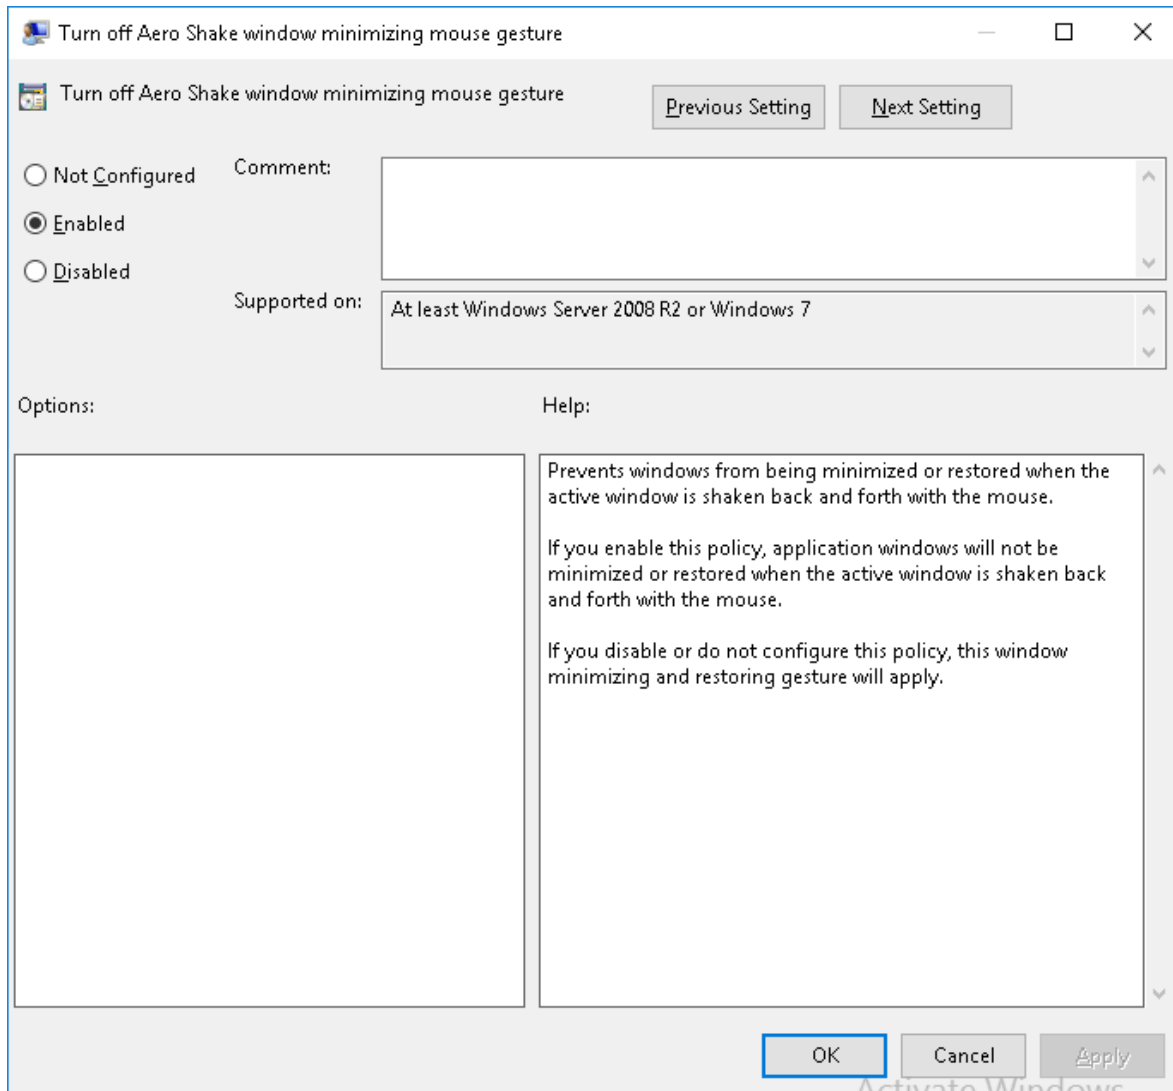 Turn off Aero Shake window minimizing mouse gesture
Turn off Aero Shake window minimizing mouse gesture
Previous Setting
Next Setting
Not Configured
Comment:
Enabled
Disabled
Supported on:
At least Windows Server 2008 R2 or Windows 7
Options:
Help:
Prevents windows from being minimized or restored when the
active window is shaken back and forth with the mouse.
If you enable this policy, application windows will not be
minimized or restored when the active window is shaken back
and forth with the mouse.
If you disable or do not configure this policy, this window
minimizing and restoring gesture will apply.
OK
Cancel
Apply
Activate Windows